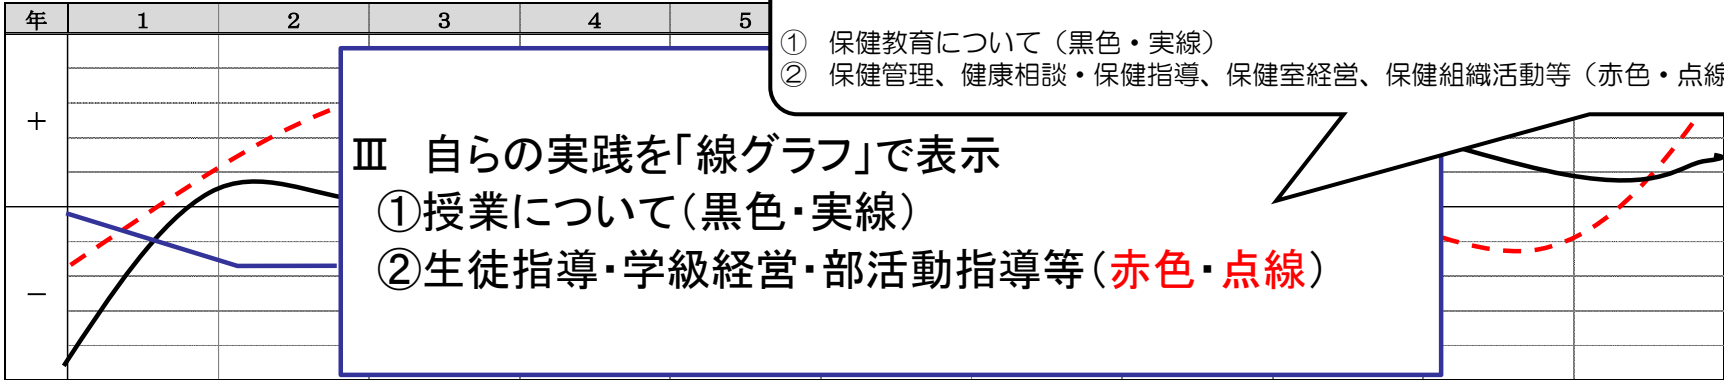 年 1 2 3 4 5
① 保健教育について（黒色・実線）
② 保健管理、健康相談・保健指導、保健室経営、保健組織活動等（赤色・点線
＋
Ⅲ 自らの実践を「線グラフ」で表示
①授業について（黒色・実線）
②生徒指導・学級経営・部活動指導等（赤色・点線）
－